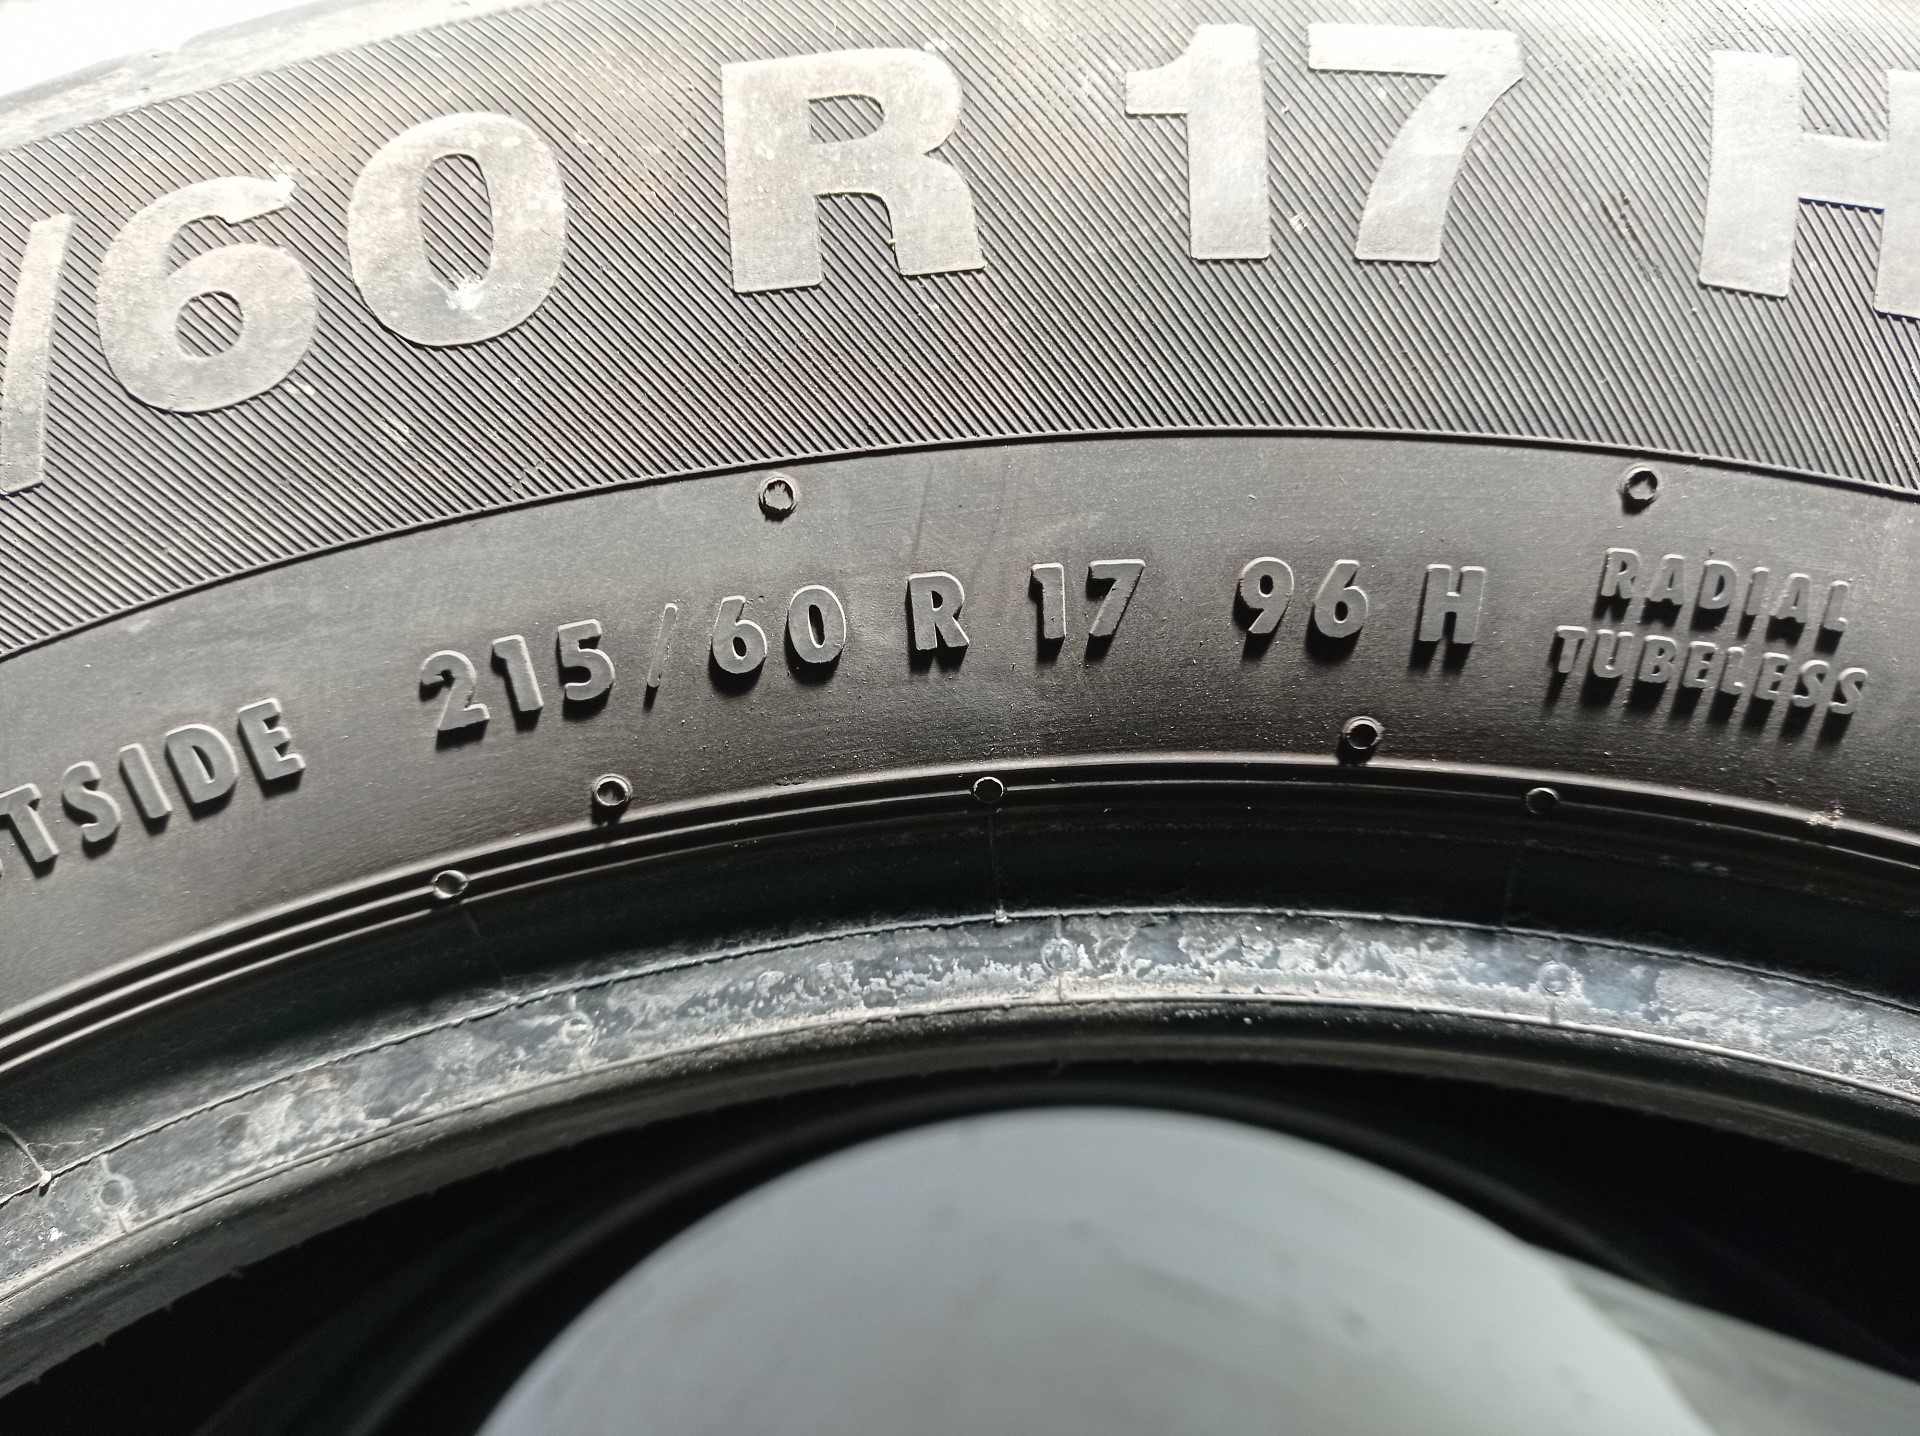 /60 R 17 H
TSIDE 215/60 R 17 96 H RADIAL
TUBELESS